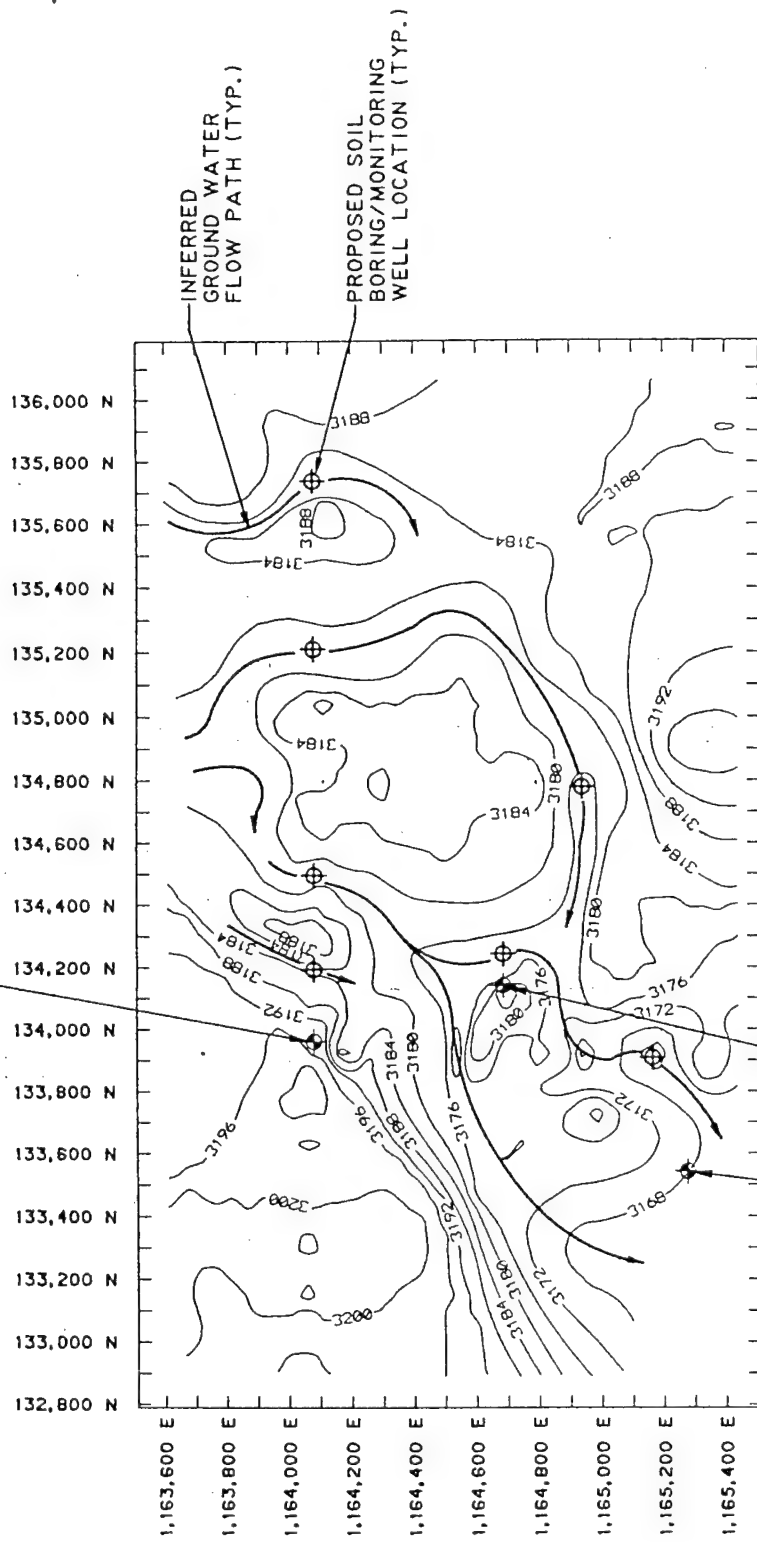 INFERRED
GROUND WATER
FLOW PATH (TYP.)
PROPOSED SOIL
BORING/MONITORING
WELL LOCATION (TYP.)
136,000 N
135,800 N
135,600 N
135,400 N
135,200 N
135,000 N
134,800 N
134,600 N
134,400 N
134,200 N
134,000 N
133,800 N
133,600 N
133,400 N
133,200 N
133,000 N
132,800 N
1,163,600 E
1,163,800 E
1,164,000 E
1,164,200 E
1,164,400 E
1,164,600 E
1,164,800 E
1,165,000 E
1,165,200 E
1,165,400 E
3188
3188
3184
3188
3184
3192
3184
3180
3188
3184
3184
3180
3184
3188
3188
3184
3192
3176
3180
3176
3172
3184
3180
3196
3188
3196
3176
3172
3200
3168
3192
3200
3172
3180
3184